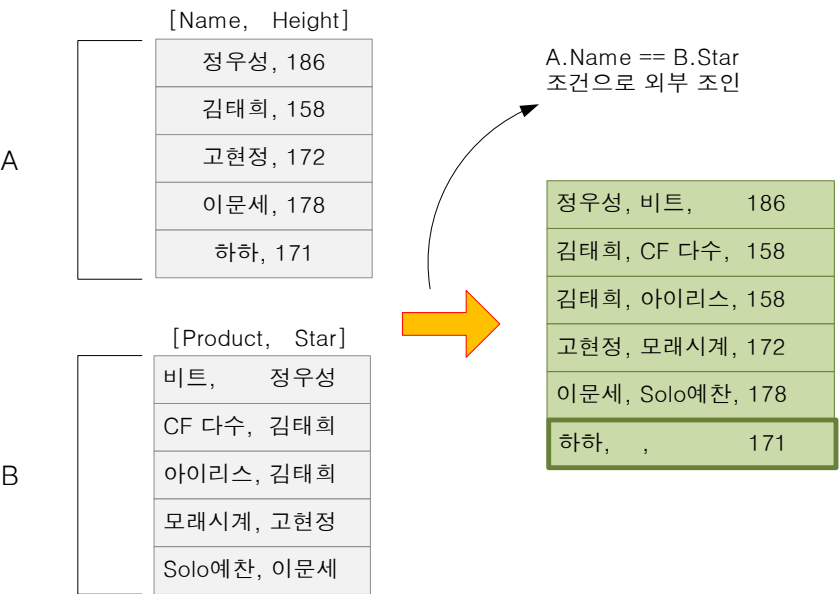 [Name, Height]
A
정우성, 186
김태희, 158
고현정, 172
이문세, 178
하하, 171
[Product, Star]
B
비트, 정우성
CF 다수, 김태희
아이리스, 김태희
모래시계, 고현정
Solo예찬, 이문세
A.Name == B.Star
조건으로 외부 조인
정우성, 비트, 186
김태희, CF 다수, 158
김태희, 아이리스, 158
고현정, 모래시계, 172
이문세, Solo예찬, 178
하하, , 171